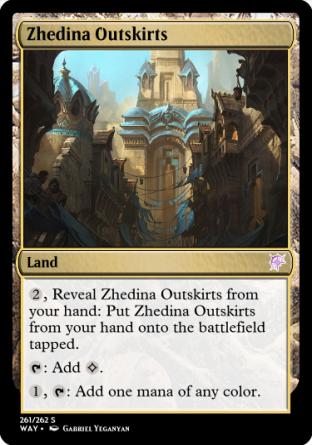 Zhedina Outskirts
Land
2, Reveal Zhedina Outskirts from
your hand: Put Zhedina Outskirts
from your hand onto the battlefield
tapped.
: Add .
1, : Add one mana of any color.
261/262 S
WAY • Gabriel Yeganyan